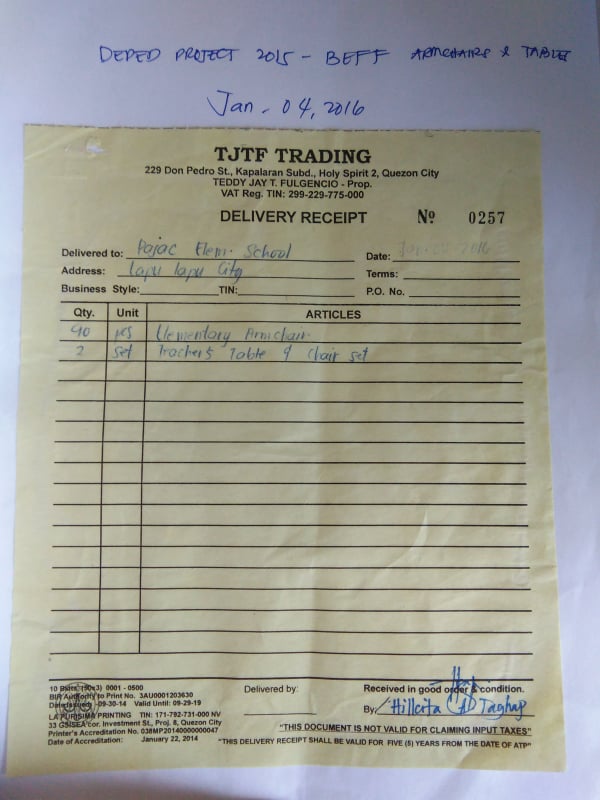 DEPED PROJECT 2015 - BEFF ARMCHAIRS & TABLET
Jan. 04, 2016
TJTF TRADING
229 Don Pedro St., Kapalaran Subd., Holy Spirit 2, Quezon City
TEDDY JAY T. FULGENCIO - Prop.
VAT Reg. TIN: 299-229-775-000
DELIVERY RECEIPT Nº 0257
Delivered to: Pajac Elem. School Date: Jan. 04 2016
Address: Lapu lapu City Terms:
Business Style: TIN: P.O. No.
Qty. Unit ARTICLES
40 pcs Elementary Armchair
2 set Teacher's Table & Chair set
10 Bklts. (50x3) 0001 - 0500
BIR Authority to Print No. 3AU0001203630
Date Issued: 09-30-14 Valid Until: 09-29-19
LA PURISIMA PRINTING TIN: 171-792-731-000 NV
33 GSISEA cor. Investment St., Proj. 8, Quezon City
Printer's Accreditation No. 038MP20140000000047
Date of Accreditation: January 22, 2014
Delivered by:
Received in good order & condition.
By: Hillcita
"THIS DOCUMENT IS NOT VALID FOR CLAIMING INPUT TAXES"
"THIS DELIVERY RECEIPT SHALL BE VALID FOR FIVE (5) YEARS FROM THE DATE OF ATP"